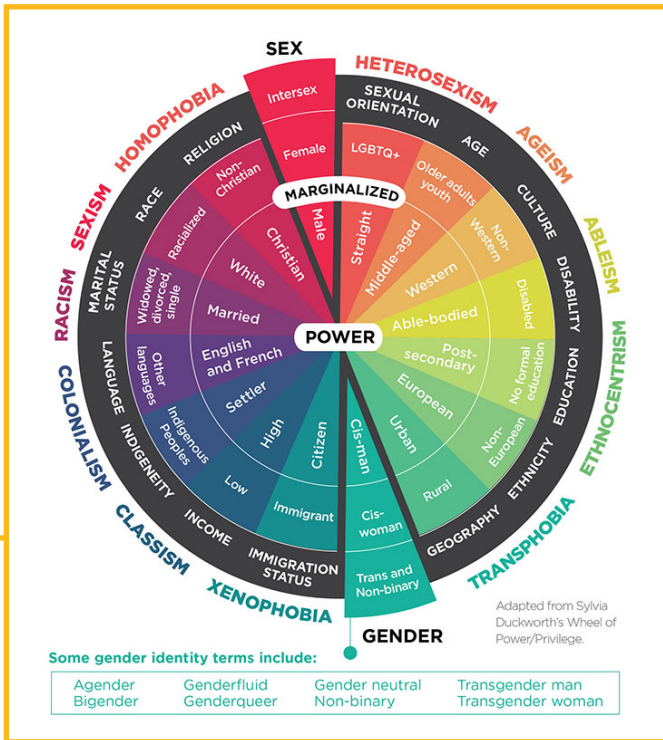 SEX
Intersex
Female
Male
HETEROSEXISM
SEXUAL
ORIENTATION
LGBTQ+
Straight
AGEISM
AGE
Older adults
youth
Middle-aged
CULTURE
Non-
Western
Western
ABLEISM
DISABILITY
Disabled
Able-bodied
EDUCATION
No formal
education
Post-
secondary
ETHNOCENTRISM
ETHNICITY
Non-
European
European
GEOGRAPHY
Rural
Urban
TRANSPHOBIA
Cis-man
Cis-
woman
Trans and
Non-binary
GENDER
XENOPHOBIA
IMMIGRATION
STATUS
Immigrant
Citizen
CLASSISM
INCOME
Low
High
COLONIALISM
INDIGENEITY
Indigenous
Peoples
Settler
LANGUAGE
Other
languages
English
and French
RACISM
MARITAL
STATUS
Widowed,
divorced,
single
Married
SEXISM
RACE
Racialized
White
HOMOPHOBIA
RELIGION
Non-
Christian
Christian
MARGINALIZED
POWER
Adapted from Sylvia
Duckworth's Wheel of
Power/Privilege.
Some gender identity terms include:
Agender Genderfluid Gender neutral Transgender man
Bigender Genderqueer Non-binary Transgender woman